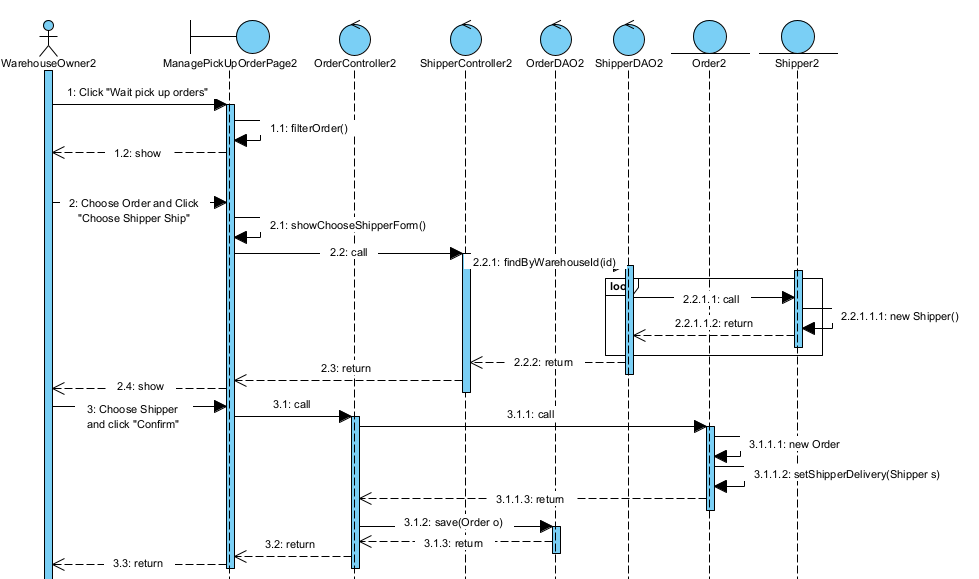 WarehouseOwner2
ManagePickUpOrderPage2
OrderController2
ShipperController2
OrderDAO2
ShipperDAO2
Order2
Shipper2
1: Click "Wait pick up orders"
1.1: filterOrder()
1.2: show
2: Choose Order and Click
"Choose Shipper Ship"
2.1: showChooseShipperForm()
2.2: call
2.2.1: findByWarehouseId(id)
loo
2.2.1.1: call
2.2.1.1.1: new Shipper()
2.2.1.1.2: return
2.2.2: return
2.3: return
2.4: show
3: Choose Shipper
and click "Confirm"
3.1: call
3.1.1: call
3.1.1.1: new Order
3.1.1.2: setShipperDelivery(Shipper s)
3.1.1.3: return
3.1.2: save(Order o)
3.1.3: return
3.2: return
3.3: return